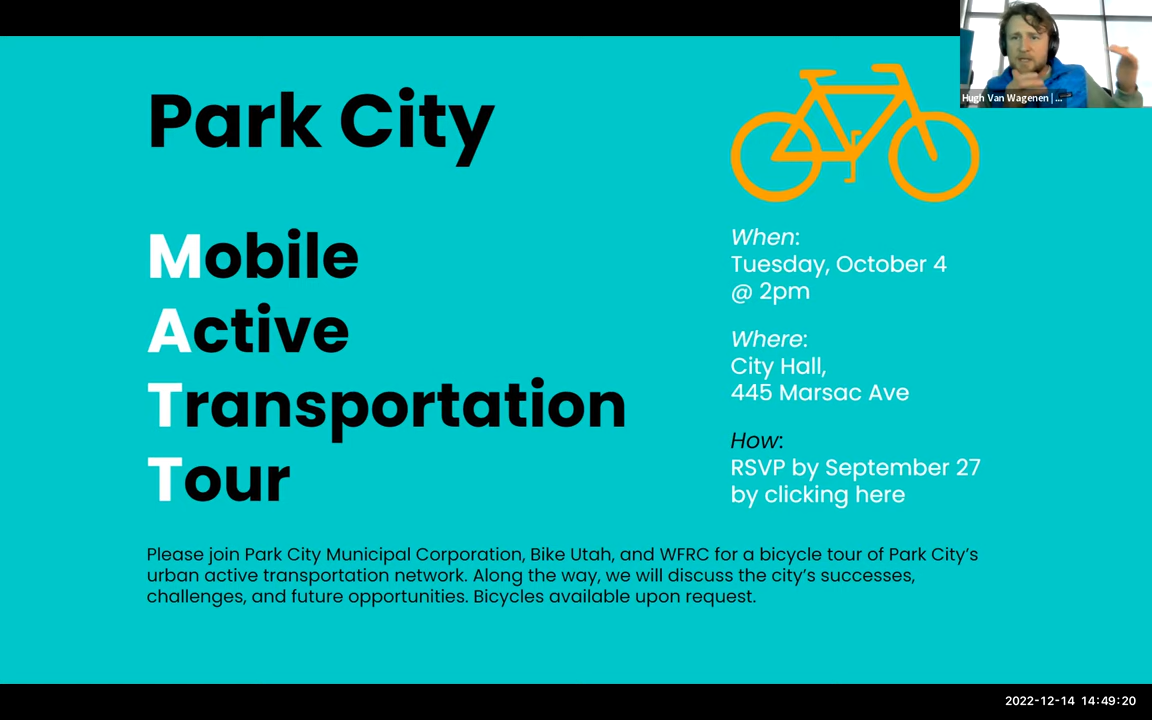 Park City
Mobile
Active
Transportation
Tour
When:
Tuesday, October 4
@ 2pm
Where:
City Hall,
445 Marsac Ave
How:
RSVP by September 27
by clicking here
Please join Park City Municipal Corporation, Bike Utah, and WFRC for a bicycle tour of Park City’s
urban active transportation network. Along the way, we will discuss the city’s successes,
challenges, and future opportunities. Bicycles available upon request.
Hugh Van Wagenen | ...
2022-12-14 14:49:20